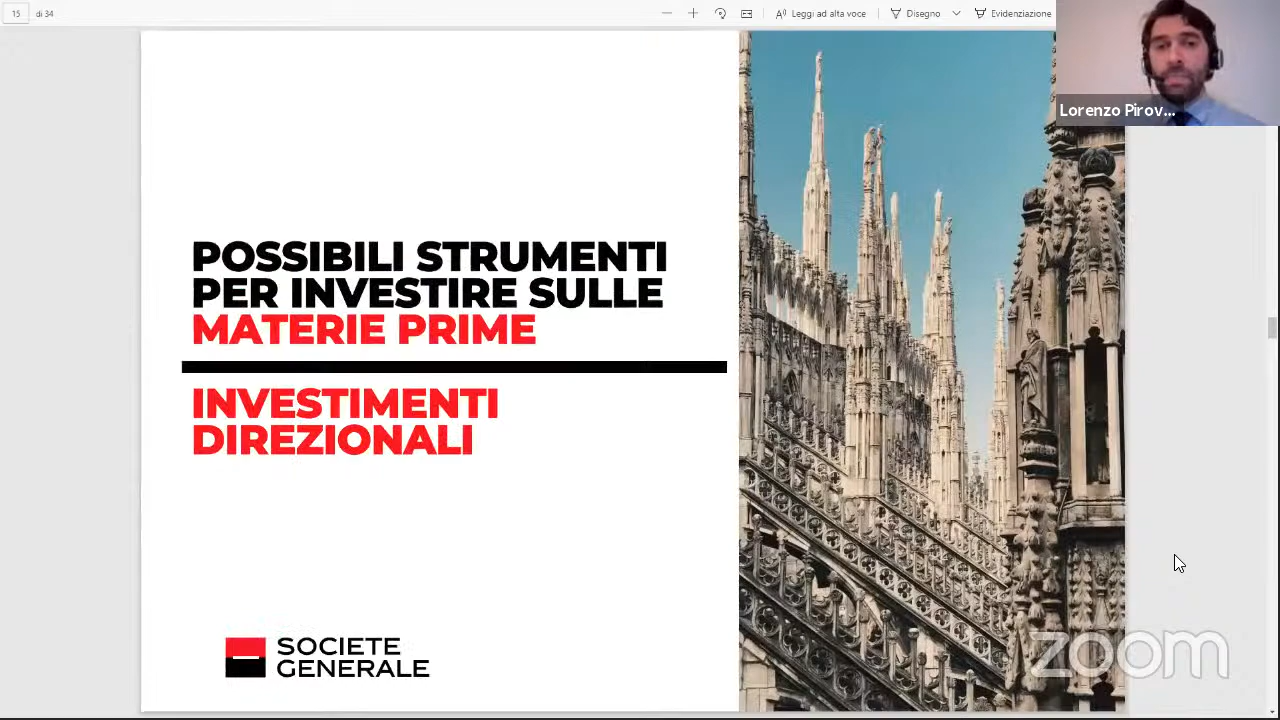 15 di 34
Leggi ad alta voce
Disegno
Evidenziazione
Lorenzo Pirov...
POSSIBILI STRUMENTI
PER INVESTIRE SULLE
MATERIE PRIME
INVESTIMENTI
DIREZIONALI
SOCIETE
GENERALE
zoom